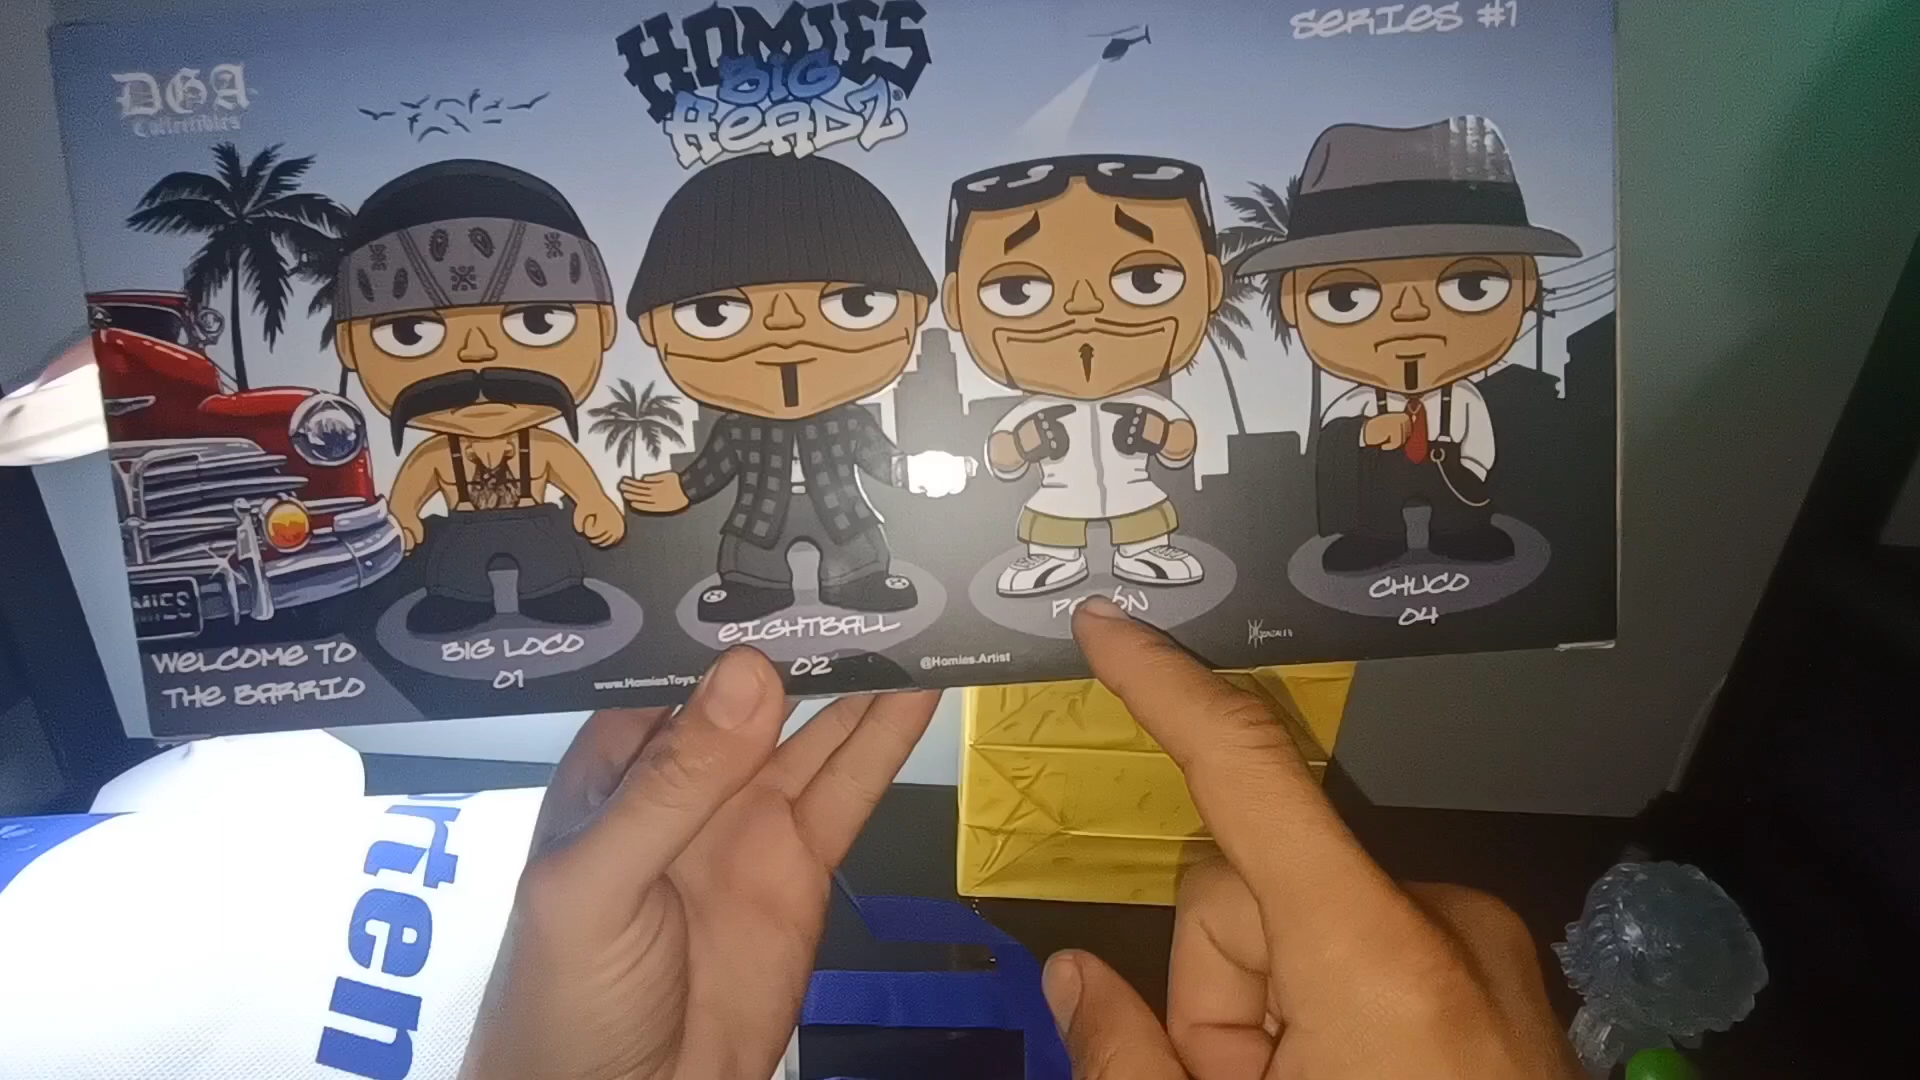 DGA
Collectibles
HOMIES
BIG
HEADZ
SERIES #1
WELCOME TO
THE BARRIO
BIG LOCO
01
EIGHTBALL
02
CHUCO
04
@Homies.Artist
rten